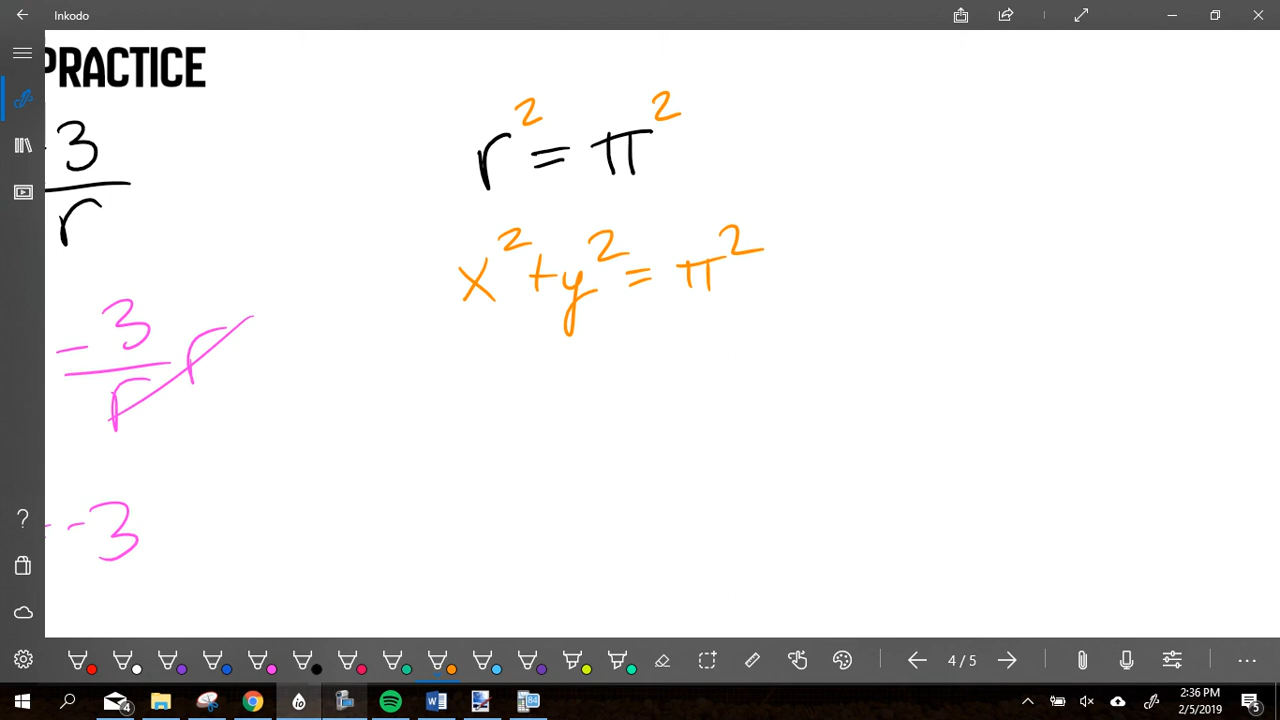 Inkodo
PRACTICE
-3/r
r² = π²
x² + y² = π²
-3/r r
= -3
4 / 5
2:36 PM
2/5/2019